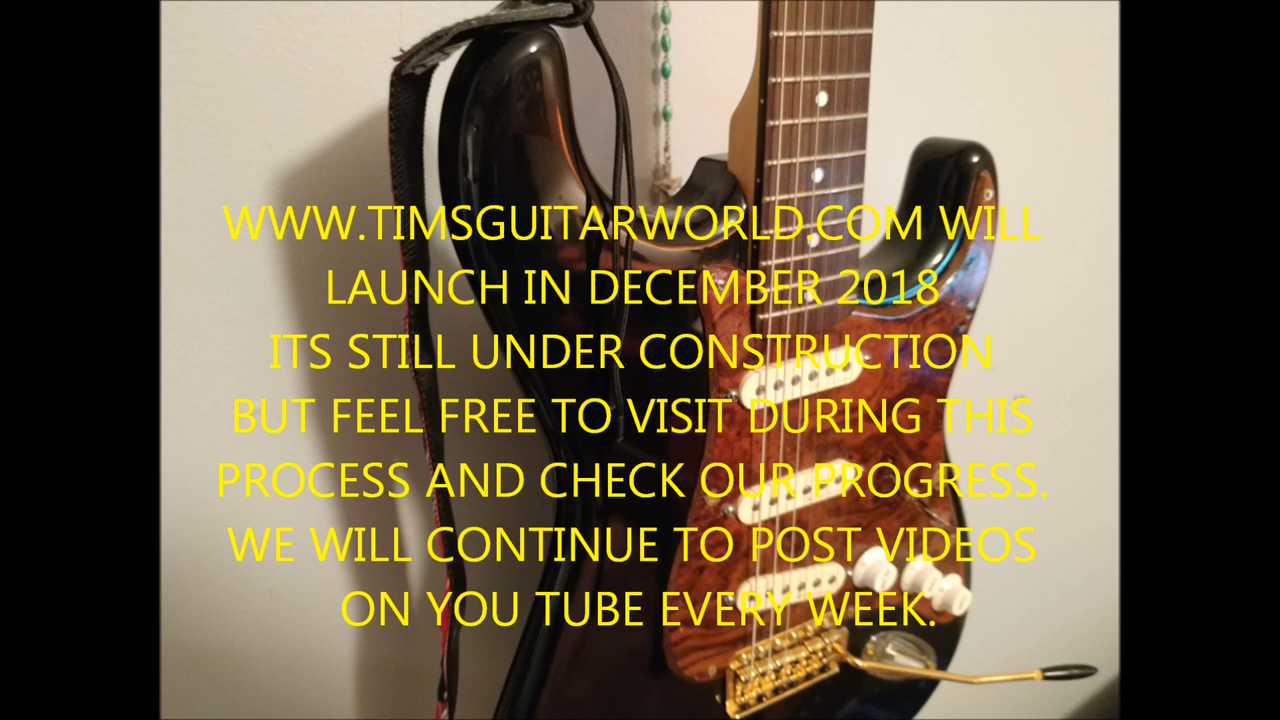 WWW.TIMSGUITARWORLD.COM WILL
LAUNCH IN DECEMBER 2018
ITS STILL UNDER CONSTRUCTION
BUT FEEL FREE TO VISIT DURING THIS
PROCESS AND CHECK OUR PROGRESS.
WE WILL CONTINUE TO POST VIDEOS
ON YOU TUBE EVERY WEEK.